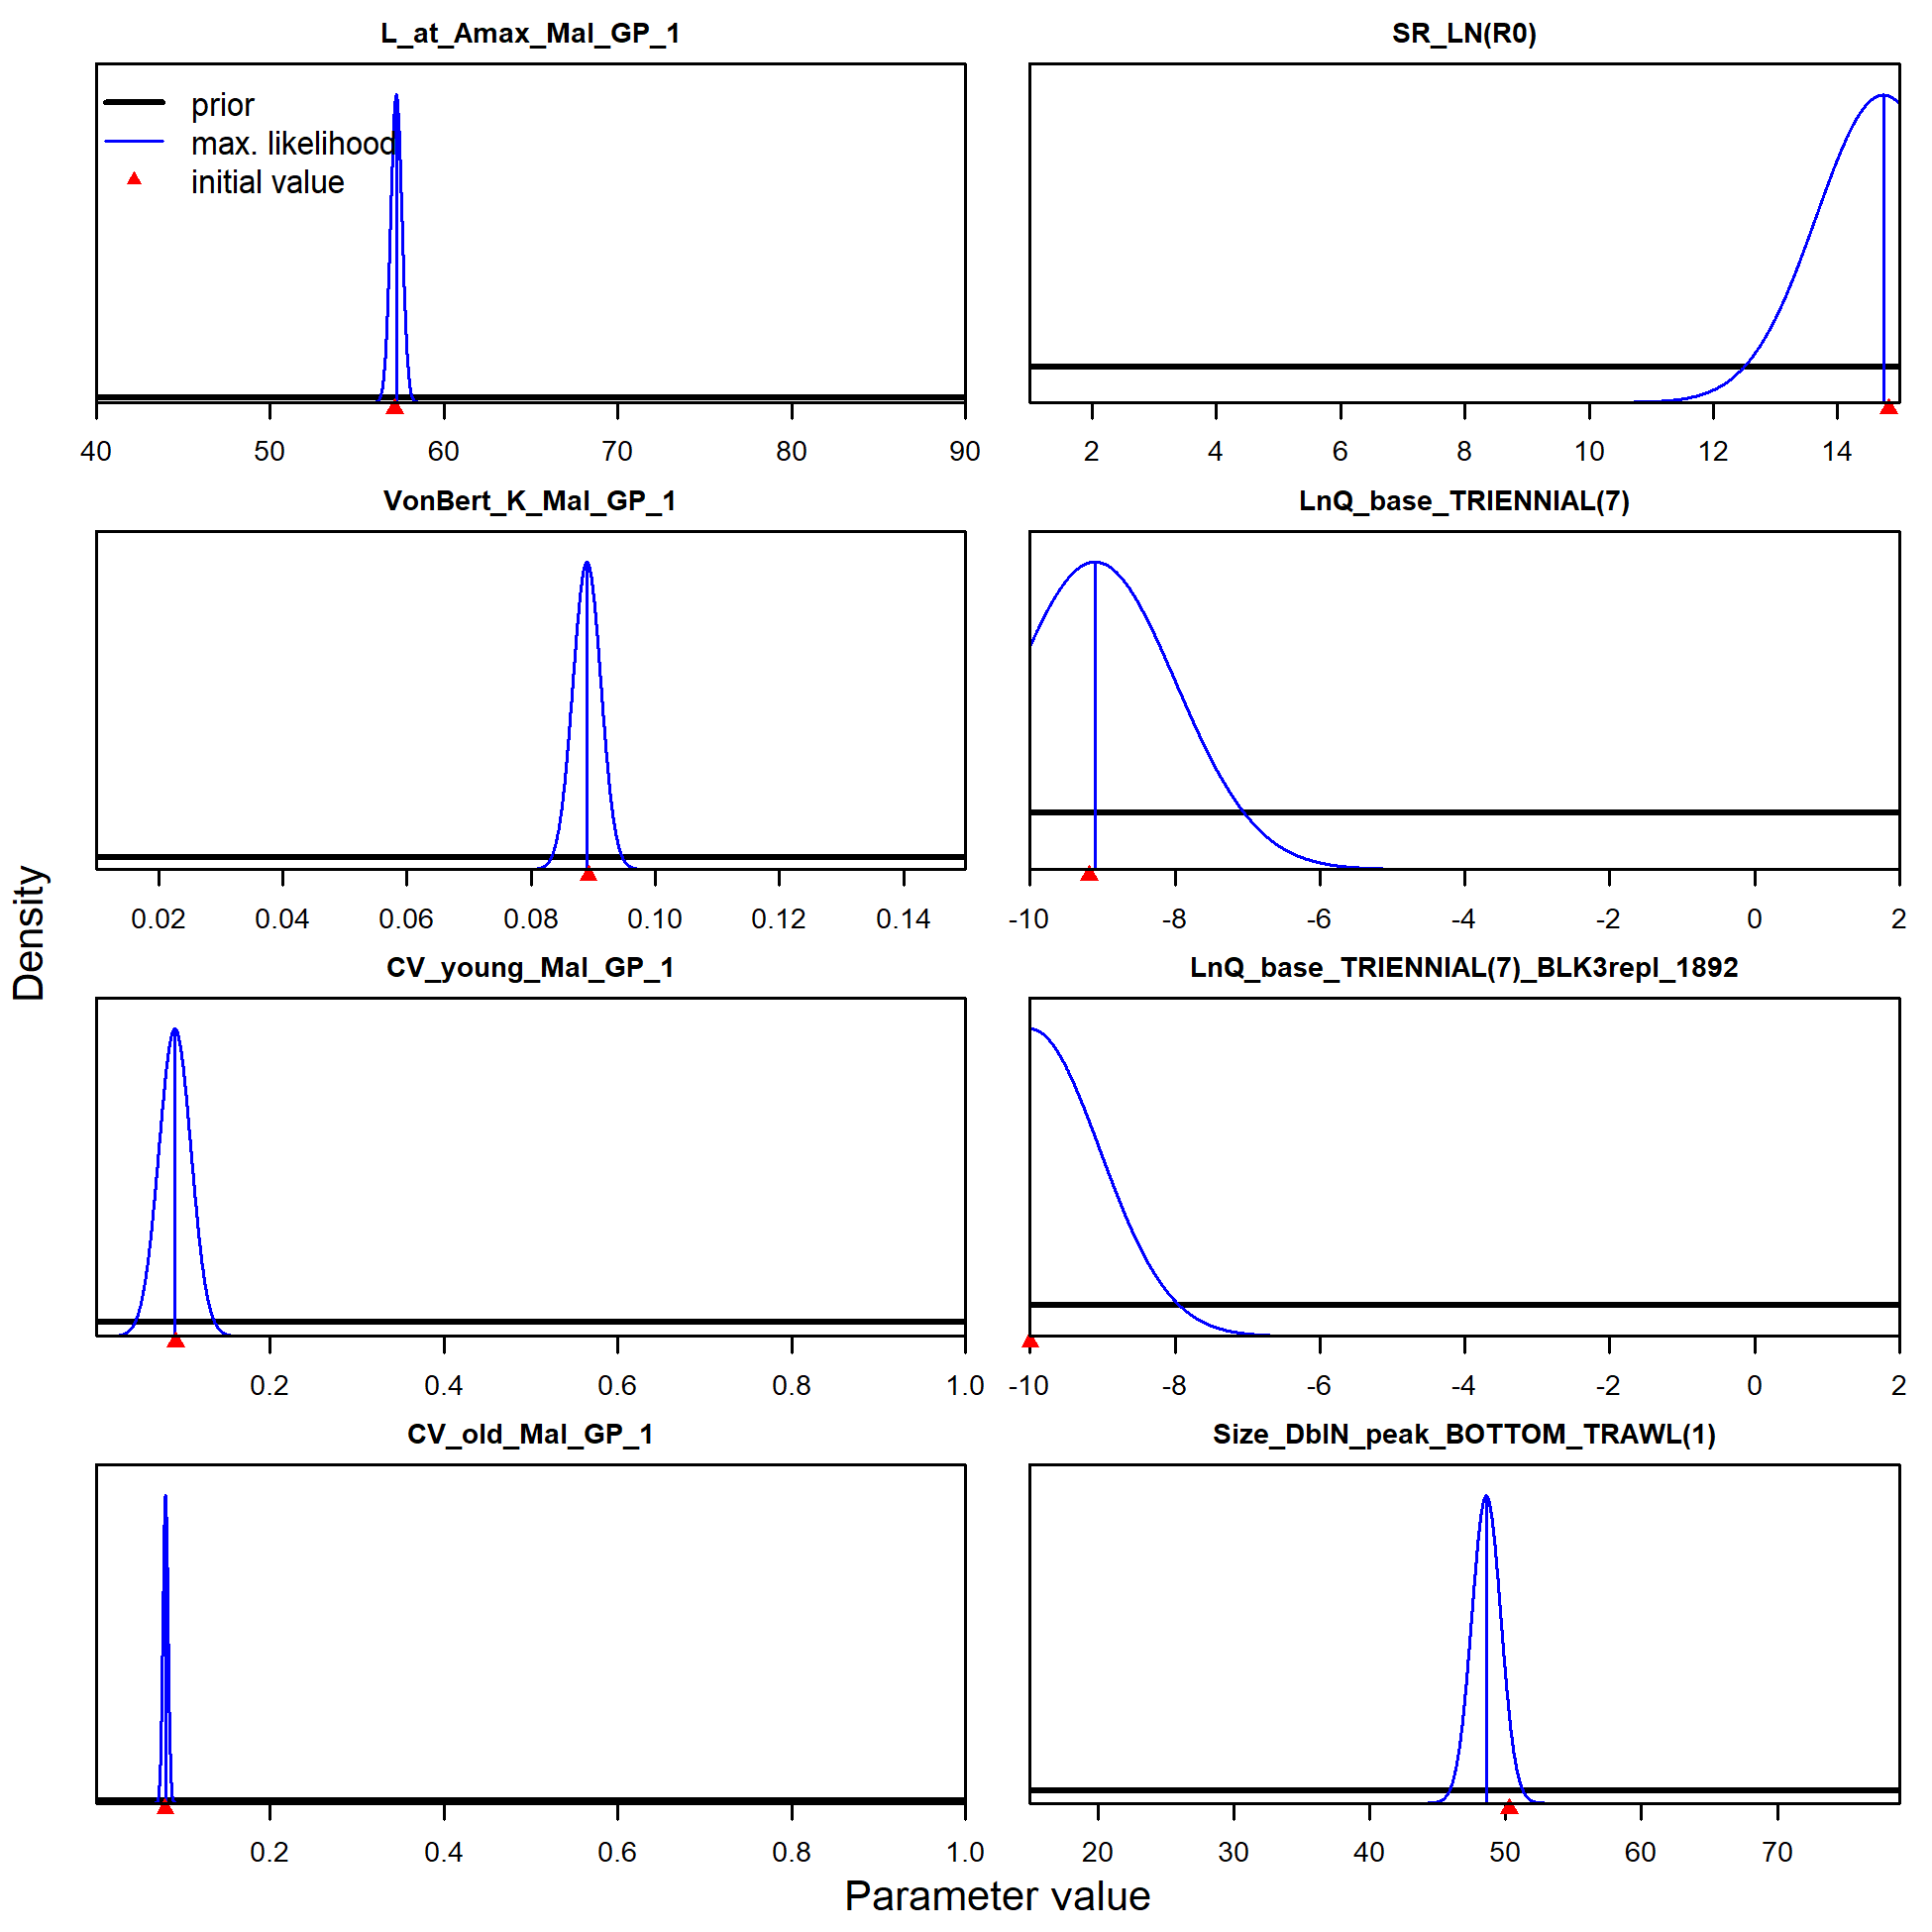 L_at_Amax_Mal_GP_1
prior
max. likelihood
initial value
40 50 60 70 80 90
SR_LN(R0)
2 4 6 8 10 12 14
VonBert_K_Mal_GP_1
0.02 0.04 0.06 0.08 0.10 0.12 0.14
LnQ_base_TRIENNIAL(7)
-10 -8 -6 -4 -2 0 2
CV_young_Mal_GP_1
0.2 0.4 0.6 0.8 1.0
LnQ_base_TRIENNIAL(7)_BLK3repl_1892
-10 -8 -6 -4 -2 0 2
CV_old_Mal_GP_1
0.2 0.4 0.6 0.8 1.0
Size_DblN_peak_BOTTOM_TRAWL(1)
20 30 40 50 60 70
Density
Parameter value